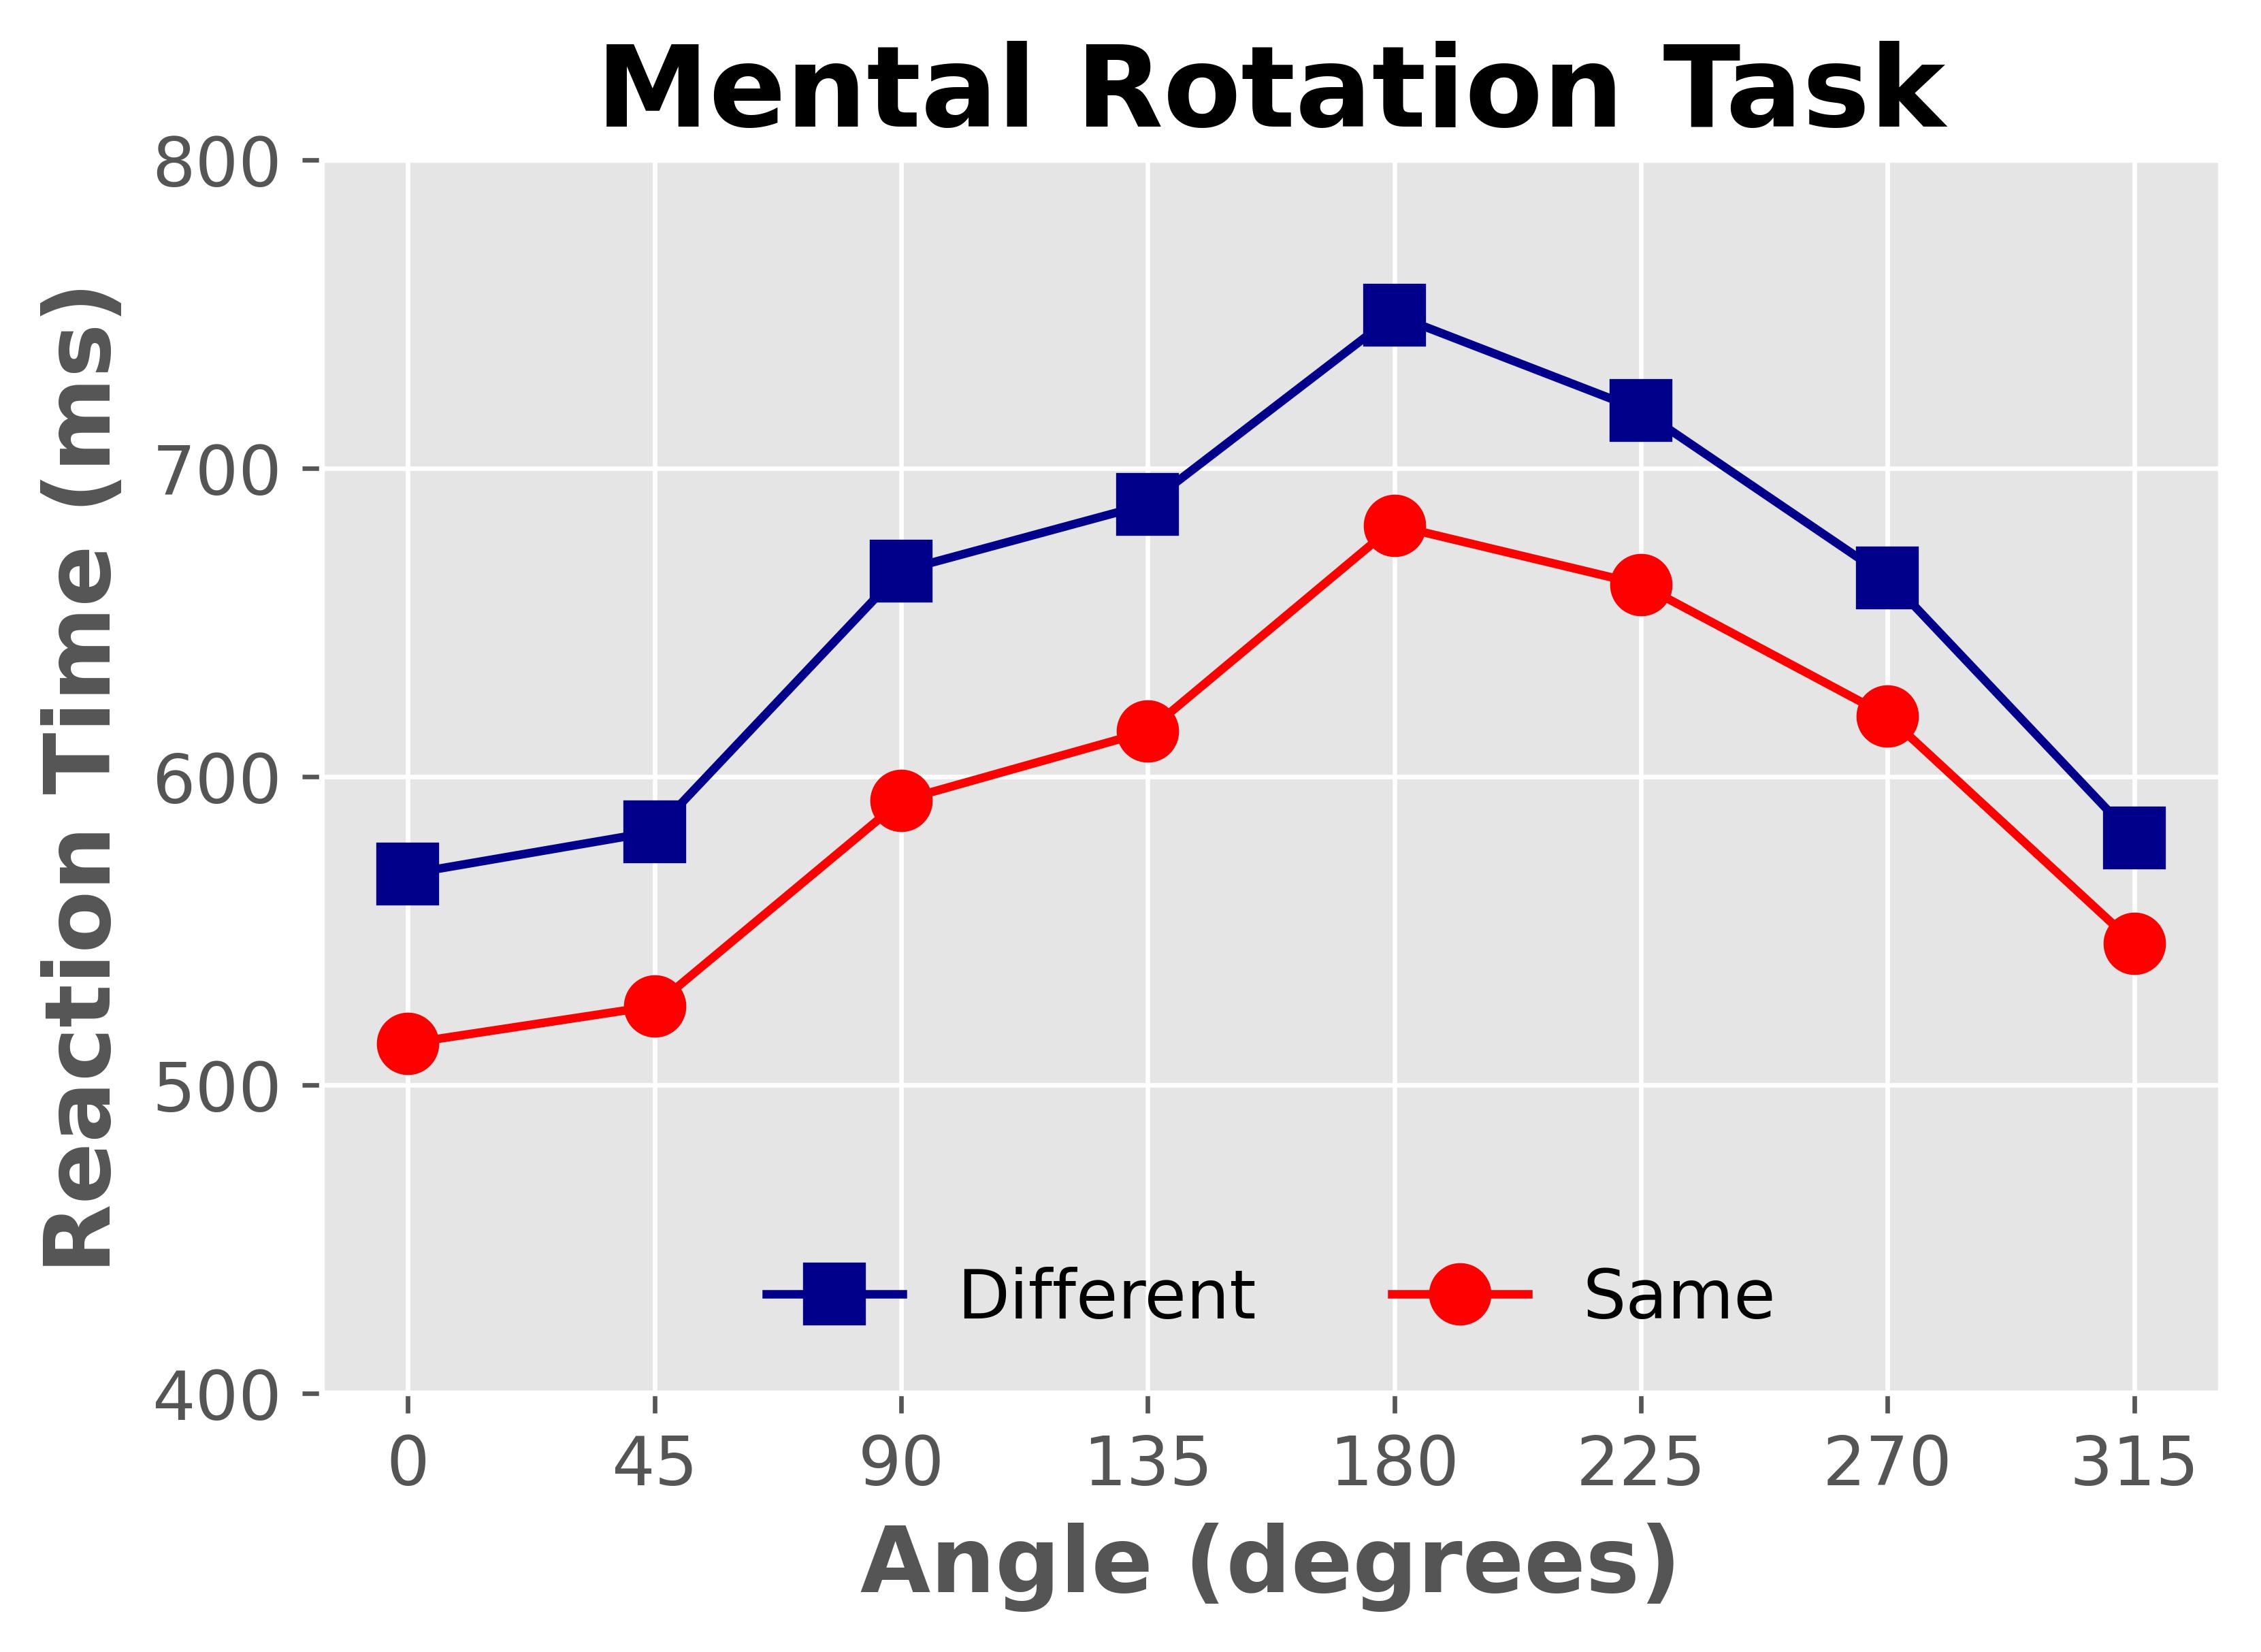 Mental Rotation Task
Reaction Time (ms)
800
700
600
500
400
Different
Same
0 45 90 135 180 225 270 315
Angle (degrees)